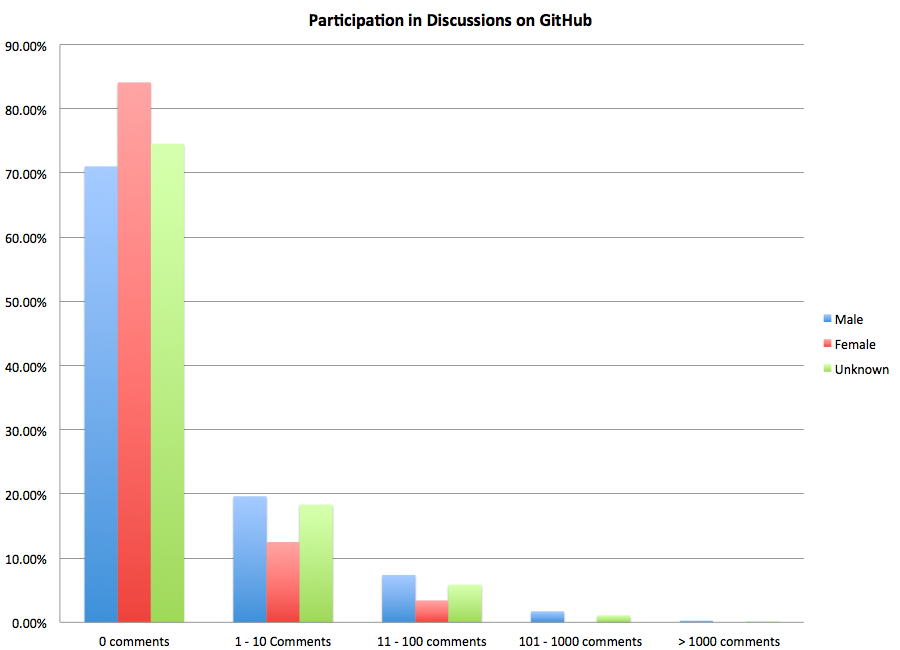 Participation in Discussions on GitHub
90.00%
80.00%
70.00%
60.00%
50.00%
40.00%
30.00%
20.00%
10.00%
0.00%
0 comments
1 - 10 Comments
11 - 100 comments
101 - 1000 comments
> 1000 comments
Male
Female
Unknown